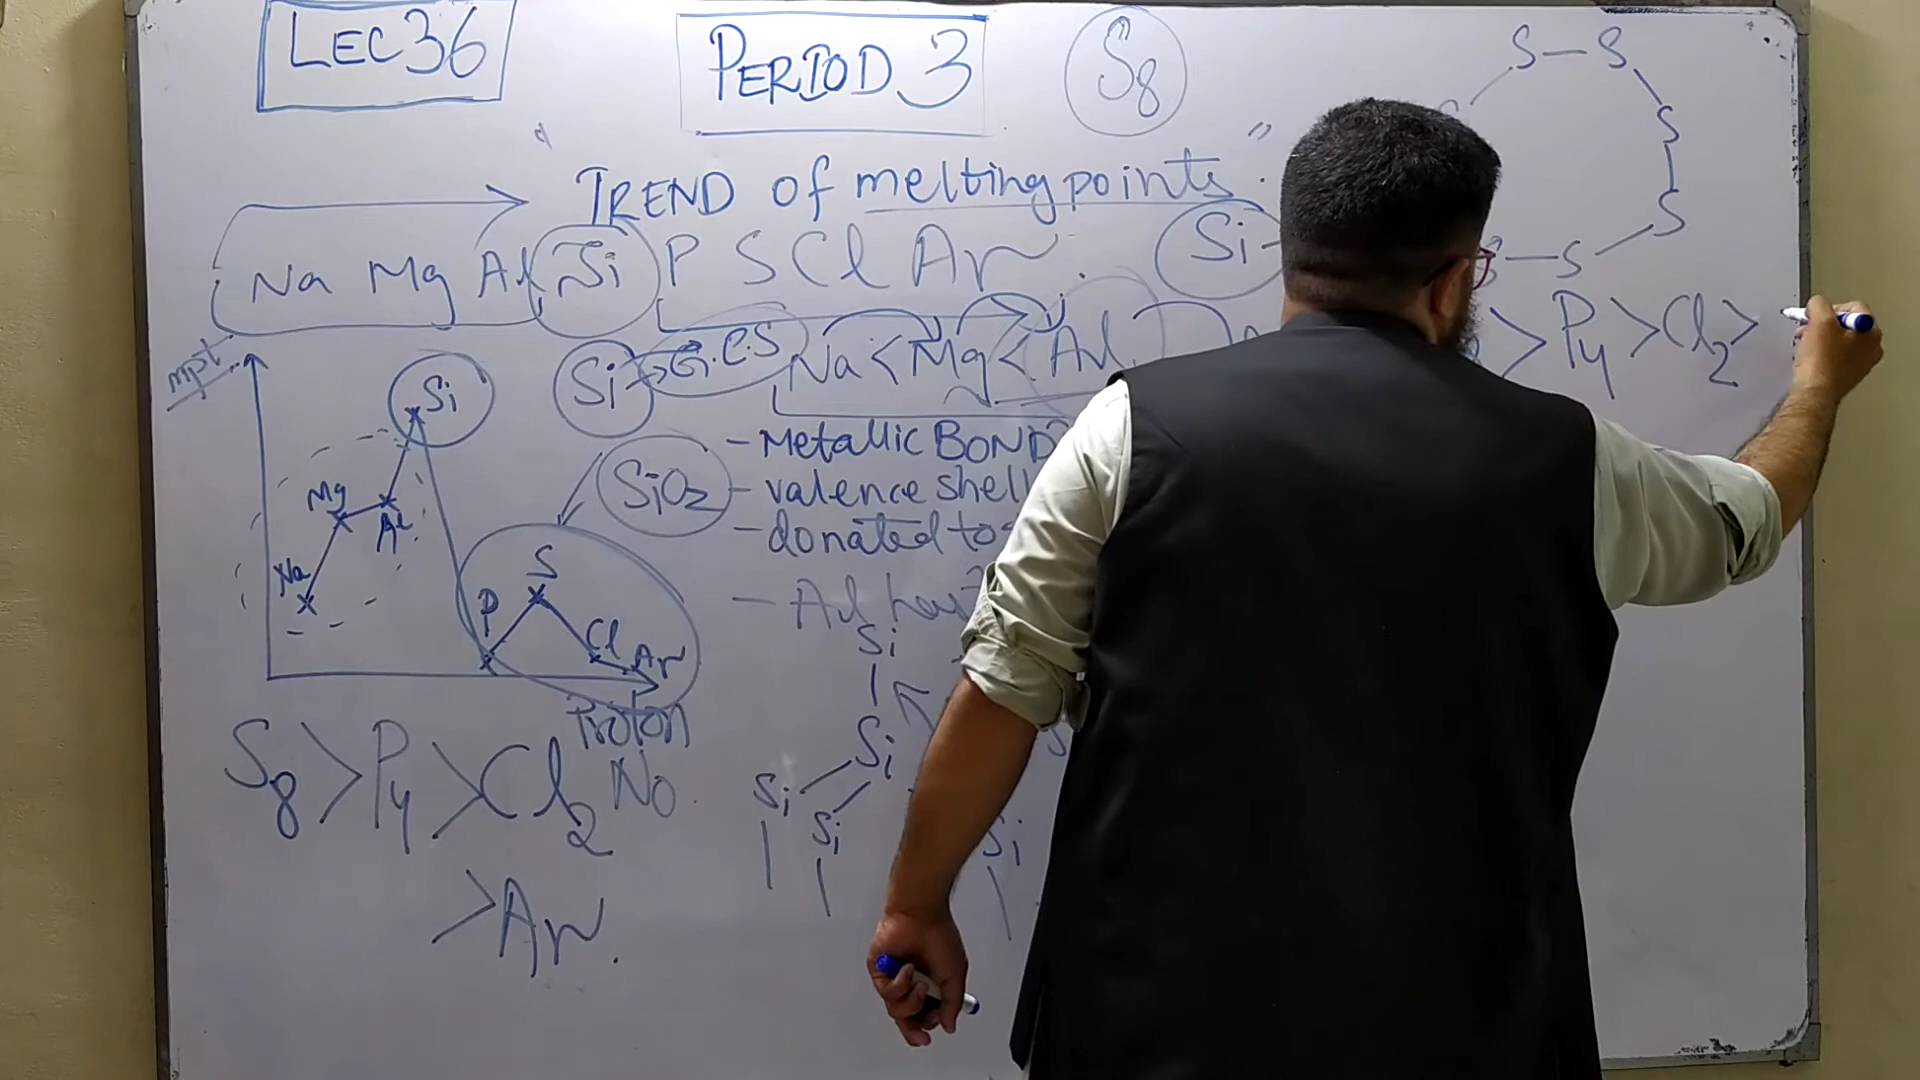 LEC 36
PERIOD 3
S8
S—S
S
S
S—S
"TREND OF melting points"
Na Mg Al Si P S Cl Ar.
Si
mpt
Si
Si → G.C.S
Na < Mg < Al
> P4 > Cl2 >
- Metallic BOND
SiO2
- valence shell
- donated to
- Al has
Mg
Al
Na
P
S
Cl
Ar
Proton
No.
S8 > P4 > Cl2
> Ar.
Si
Si
Si
Si
Si